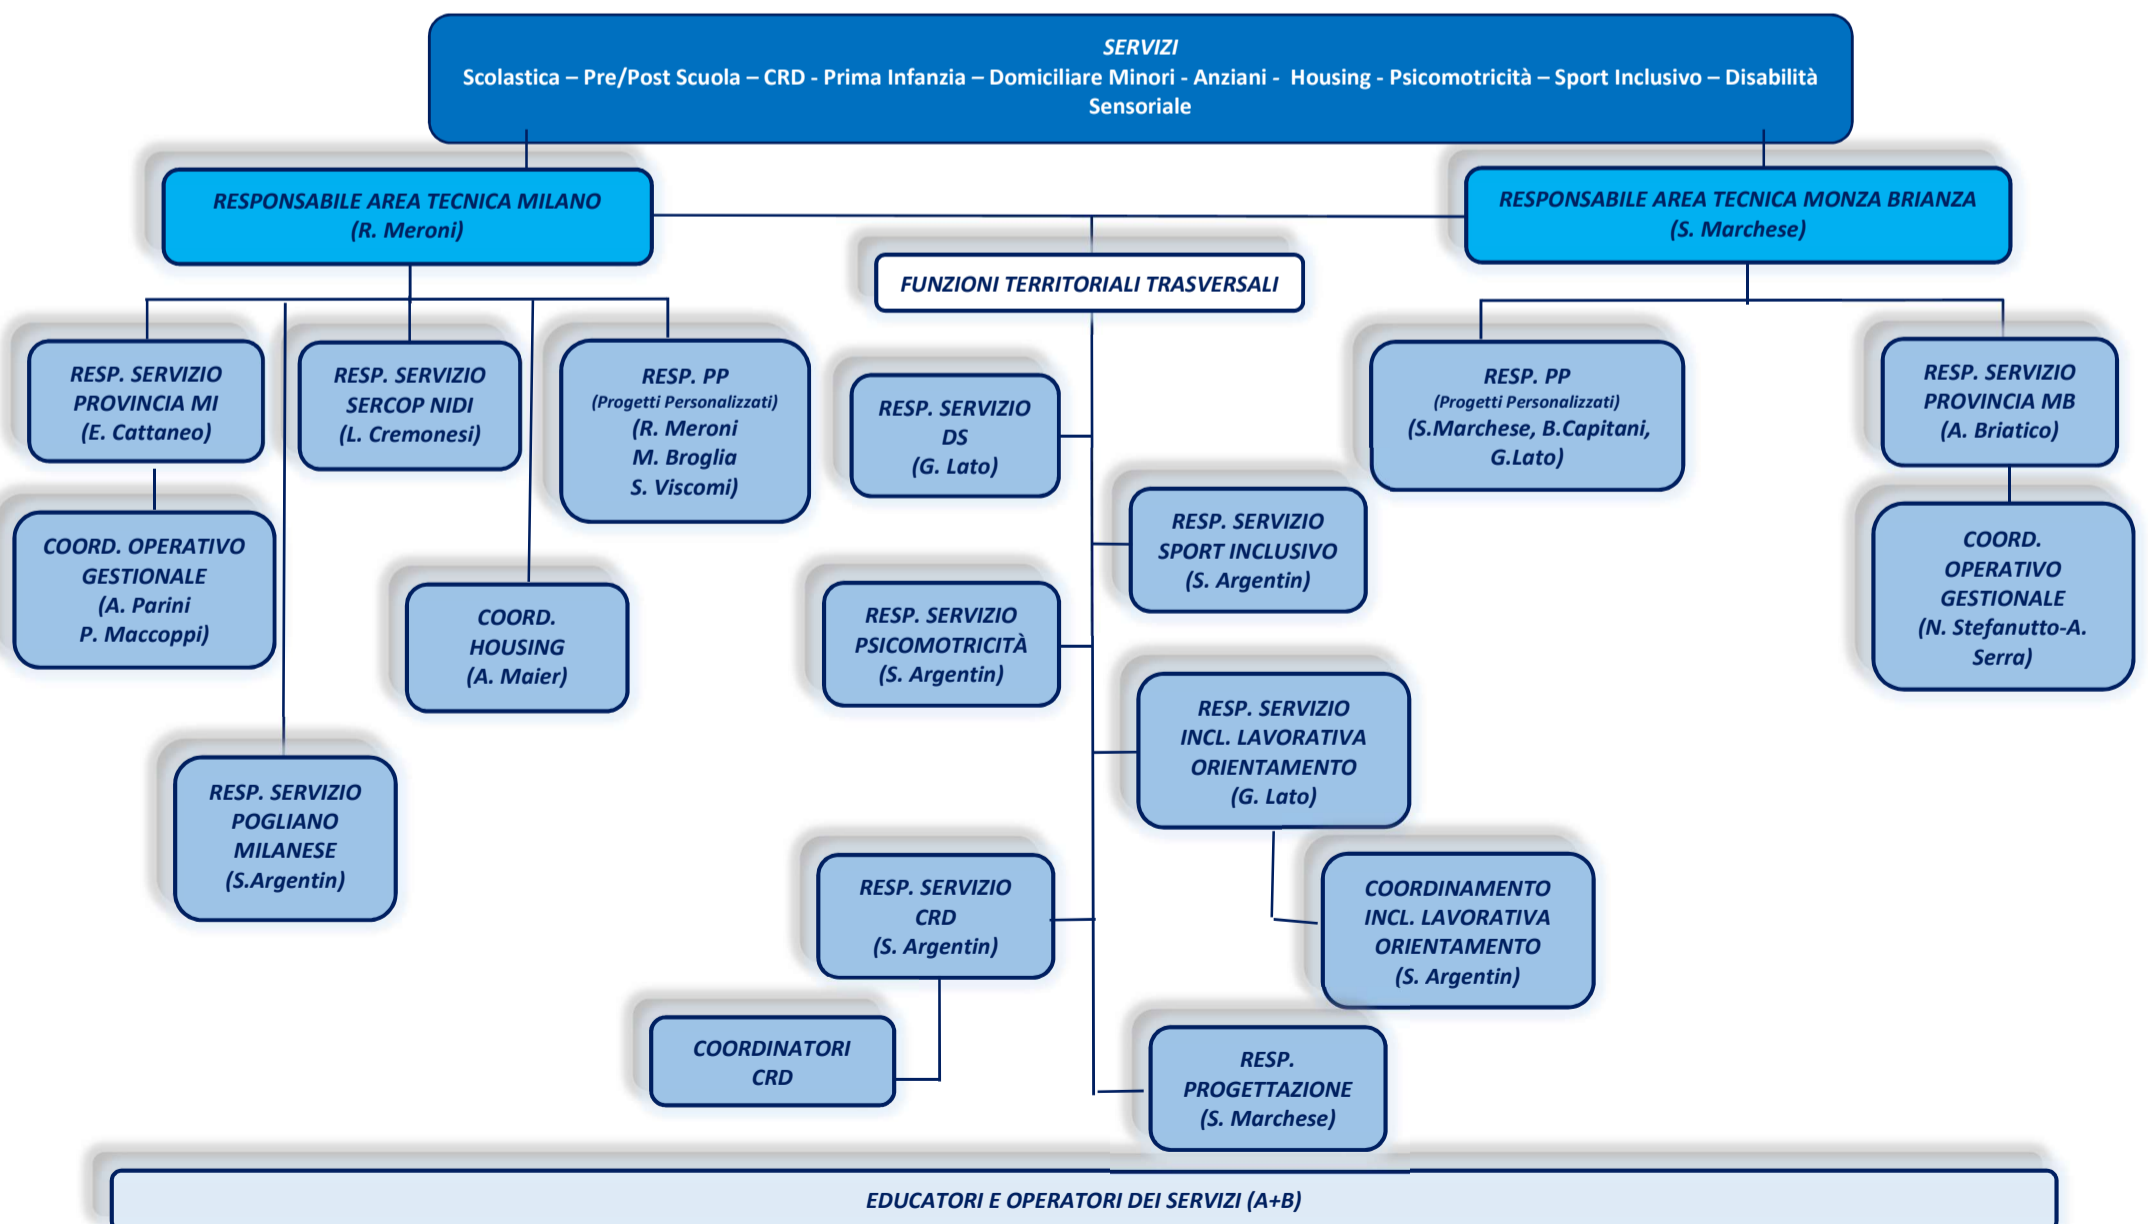 SERVIZI
Scolastica – Pre/Post Scuola – CRD - Prima Infanzia – Domiciliare Minori - Anziani - Housing - Psicomotricità – Sport Inclusivo – Disabilità
Sensoriale
RESPONSABILE AREA TECNICA MILANO
(R. Meroni)
RESPONSABILE AREA TECNICA MONZA BRIANZA
(S. Marchese)
FUNZIONI TERRITORIALI TRASVERSALI
RESP. SERVIZIO
PROVINCIA MI
(E. Cattaneo)
RESP. SERVIZIO
SERCOP NIDI
(L. Cremonesi)
RESP. PP
(Progetti Personalizzati)
(R. Meroni
M. Broglia
S. Viscomi)
RESP. SERVIZIO
DS
(G. Lato)
RESP. PP
(Progetti Personalizzati)
(S.Marchese, B.Capitani,
G.Lato)
RESP. SERVIZIO
PROVINCIA MB
(A. Briatico)
COORD. OPERATIVO
GESTIONALE
(A. Parini
P. Maccoppi)
COORD.
HOUSING
(A. Maier)
RESP. SERVIZIO
SPORT INCLUSIVO
(S. Argentin)
RESP. SERVIZIO
PSICOMOTRICITÀ
(S. Argentin)
COORD.
OPERATIVO
GESTIONALE
(N. Stefanutto-A.
Serra)
RESP. SERVIZIO
INCL. LAVORATIVA
ORIENTAMENTO
(G. Lato)
RESP. SERVIZIO
POGLIANO
MILANESE
(S.Argentin)
RESP. SERVIZIO
CRD
(S. Argentin)
COORDINAMENTO
INCL. LAVORATIVA
ORIENTAMENTO
(S. Argentin)
COORDINATORI
CRD
RESP.
PROGETTAZIONE
(S. Marchese)
EDUCATORI E OPERATORI DEI SERVIZI (A+B)